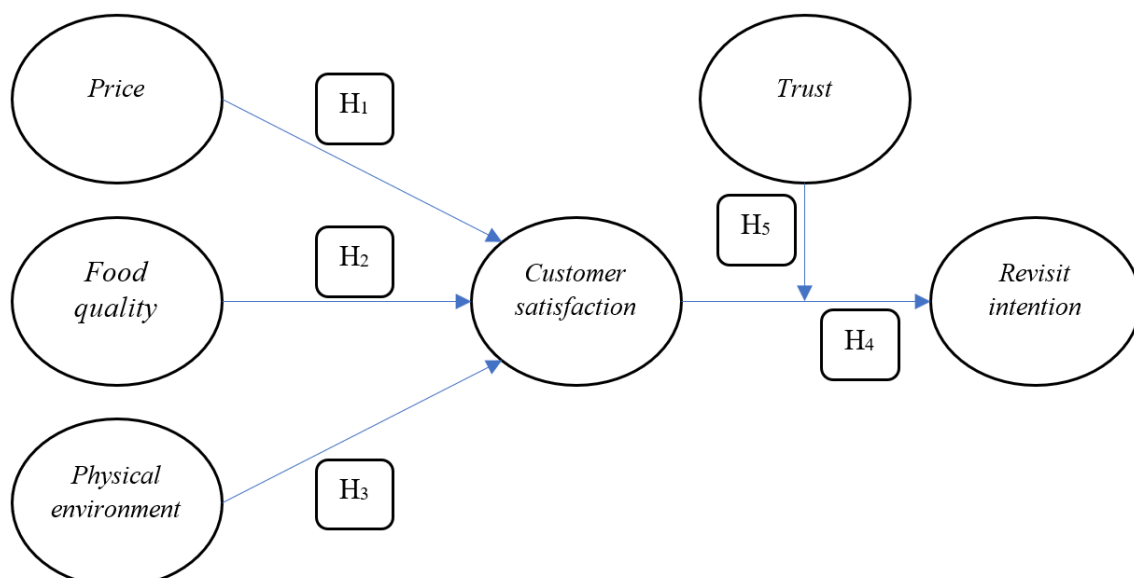 Price
H1
Trust
H5
Food
quality
H2
Customer
satisfaction
Revisit
intention
H4
Physical
environment
H3